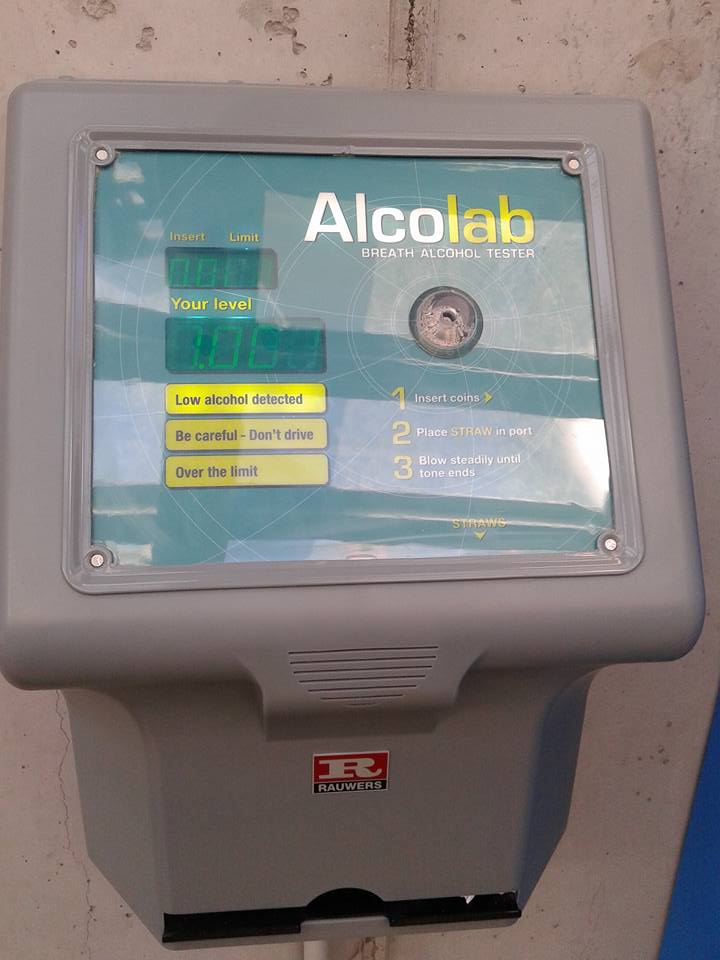 Alcolab
BREATH ALCOHOL TESTER
Insert Limit
Your level
Low alcohol detected
Be careful - Don't drive
Over the limit
1 Insert coins
2 Place STRAW in port
3 Blow steadily until
tone ends
STRAWS
R
RAUWERS